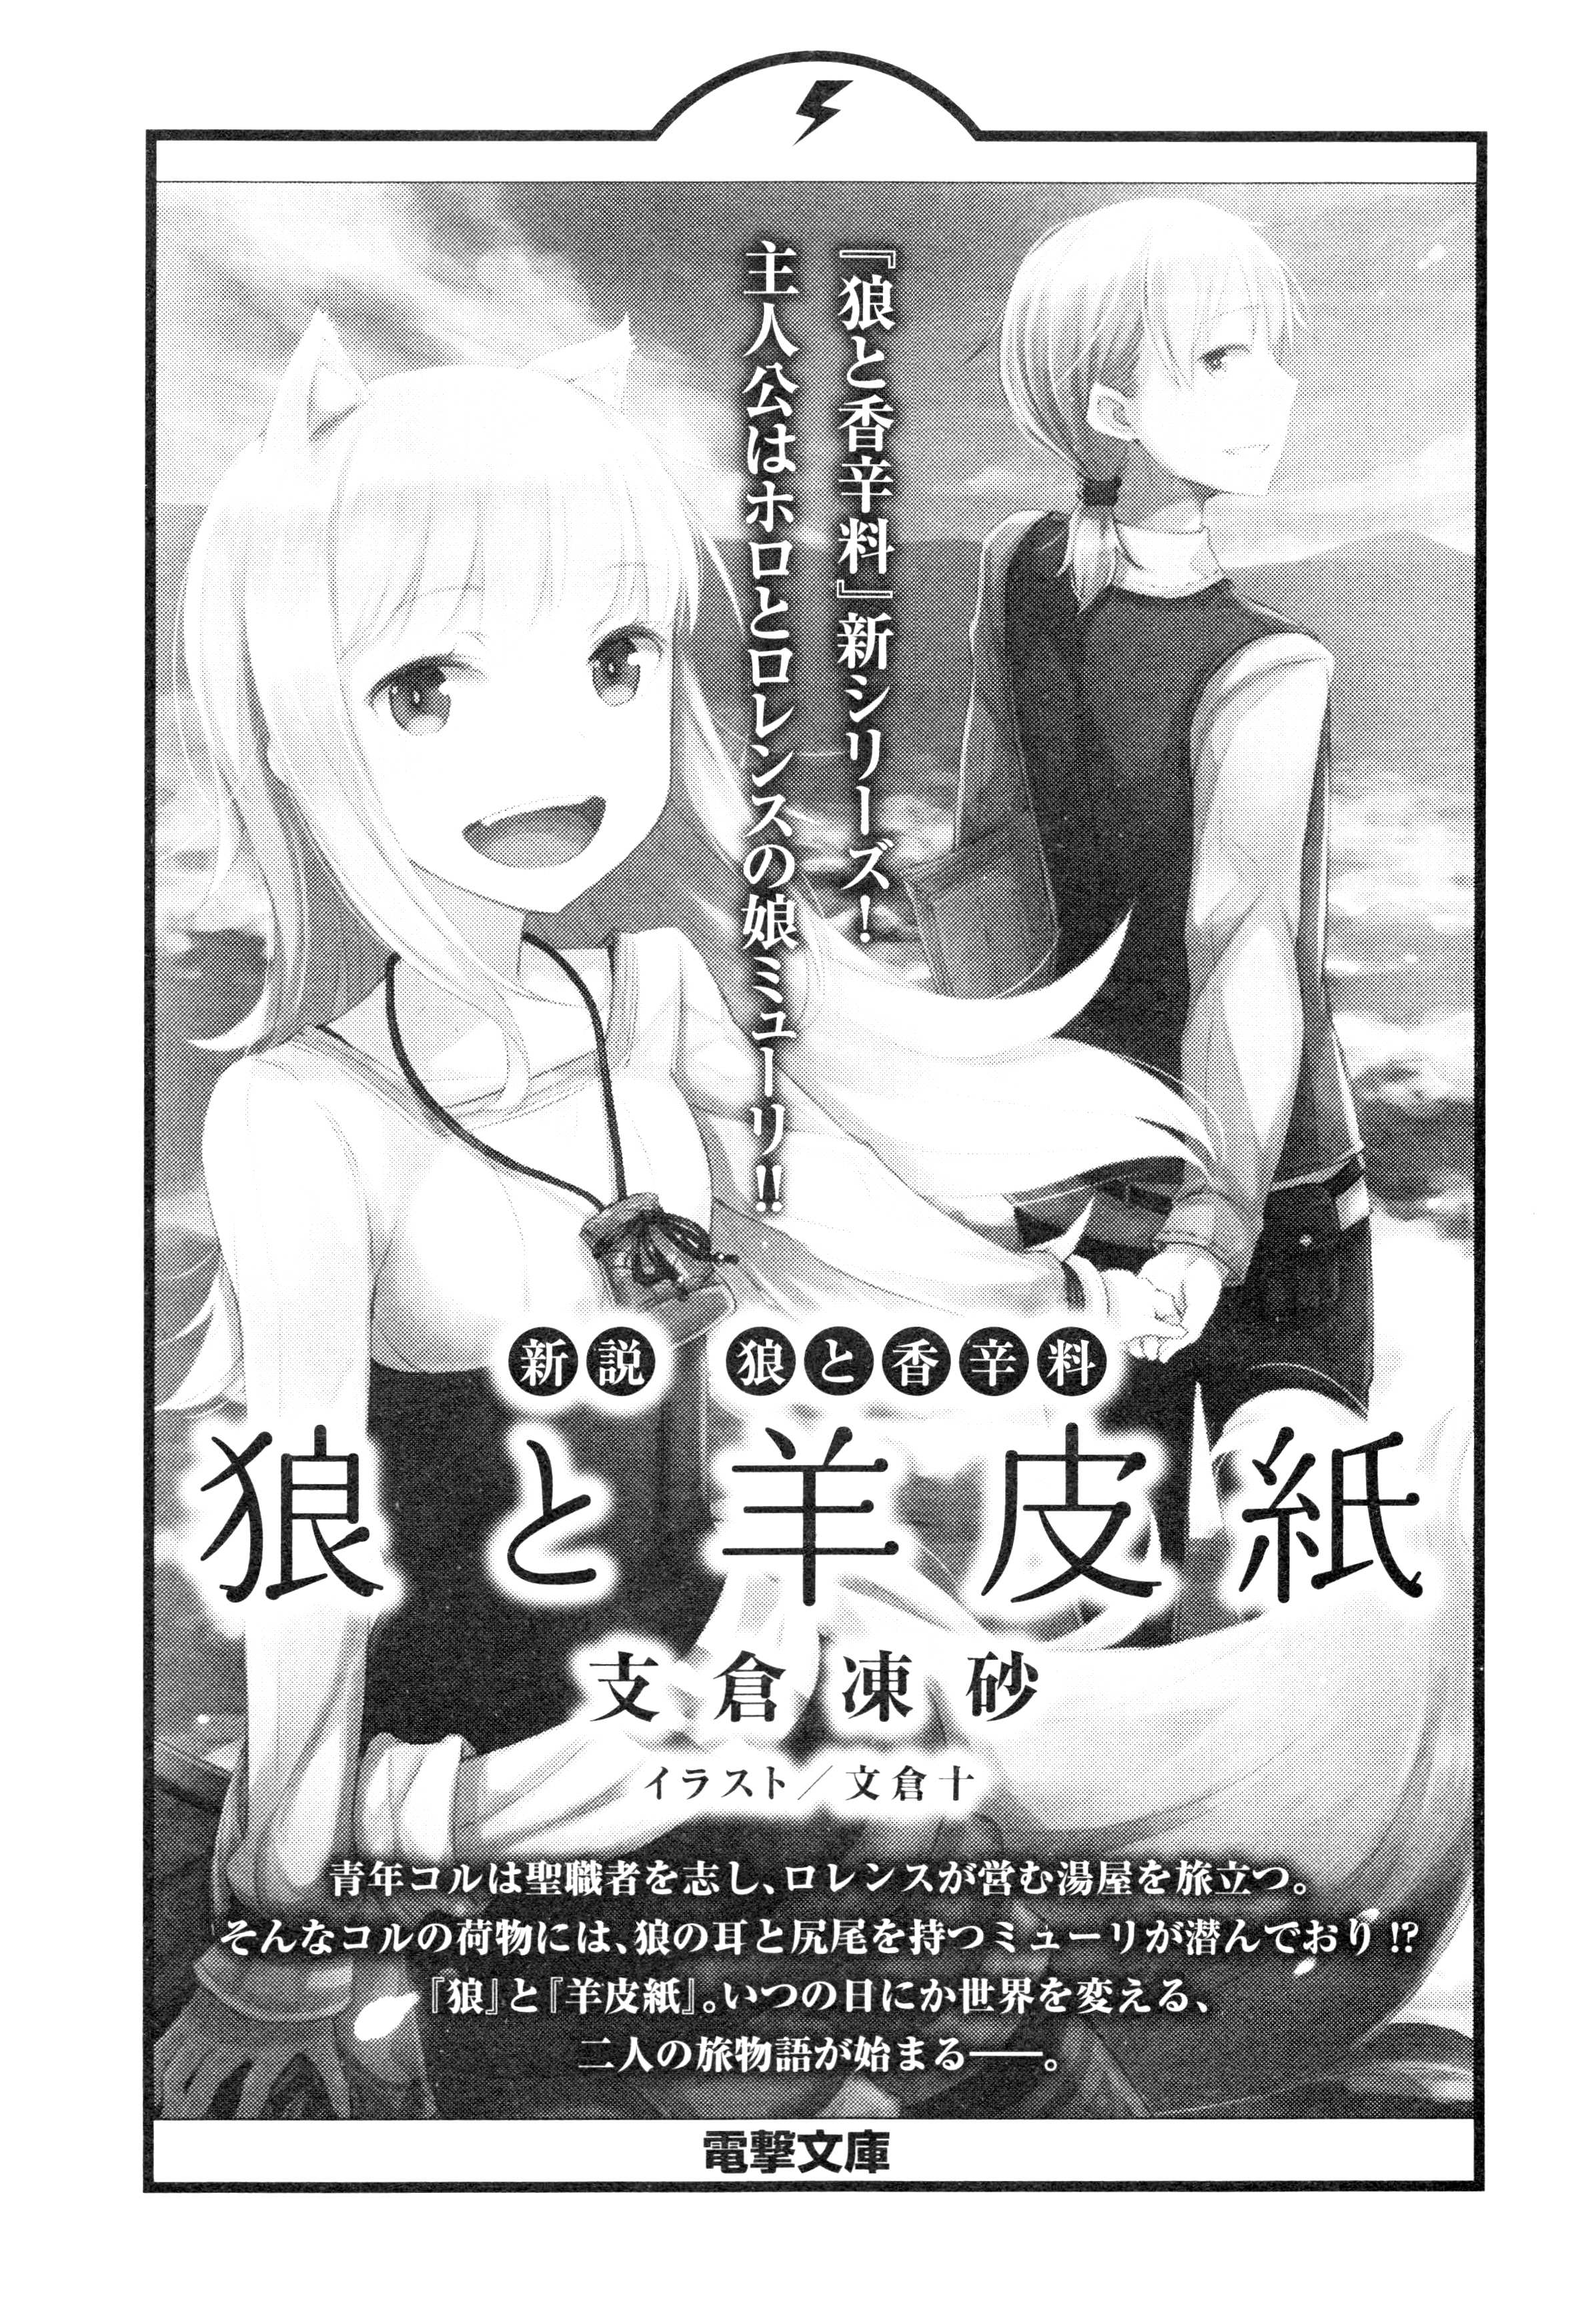 『狼と香辛料』新シリーズ！
主人公はホロとロレンスの娘ミューリ!!
新説 狼と香辛料
狼と羊皮紙
支倉凍砂
イラスト／文倉十
青年コルは聖職者を志し、ロレンスが営む湯屋を旅立つ。
そんなコルの荷物には、狼の耳と尻尾を持つミューリが潜んでおり!?
『狼』と『羊皮紙』。いつの日にか世界を変える、
二人の旅物語が始まる――。
電撃文庫